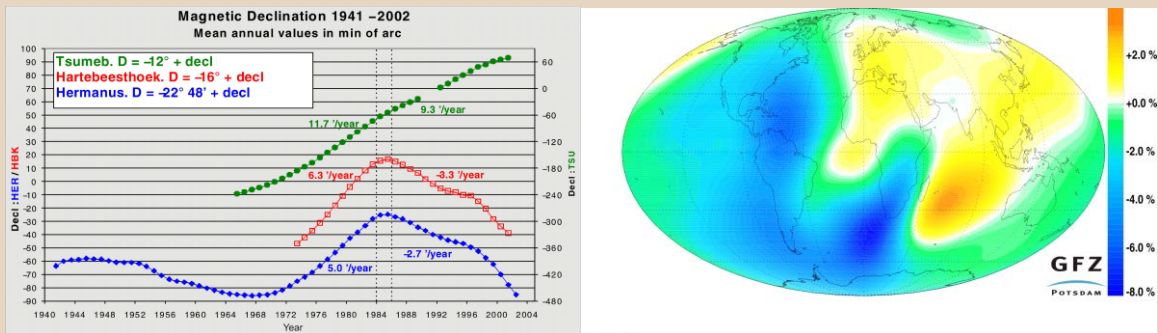 Magnetic Declination 1941 –2002
Mean annual values in min of arc
Tsumeb. D = –12° + decl
Hartebeesthoek. D = –16° + decl
Hermanus. D = –22° 48' + decl
Decl :HER / HBK
100
90
80
70
60
50
40
30
20
10
0
-10
-20
-30
-40
-50
-60
-70
-80
-90
11.7 '/year
9.3 '/year
6.3 '/year
-3.3 '/year
5.0 '/year
-2.7 '/year
60
0
-60
-120
-180
-240
-300
-360
-420
-480
Decl :TSU
1940 1944 1948 1952 1956 1960 1964 1968 1972 1976 1980 1984 1988 1992 1996 2000 2004
Year
+2.0 %
+0.0 %
-2.0 %
-4.0 %
-6.0 %
-8.0 %
GFZ
POTSDAM